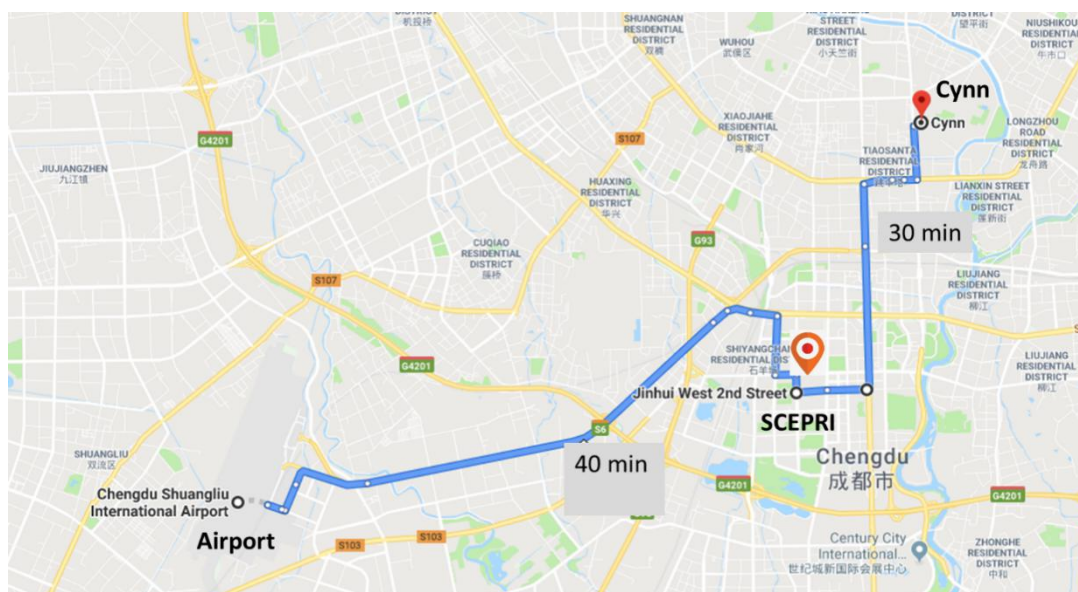 DISTRICT
机投桥
SHUANGNAN
RESIDENTIAL
DISTRICT
双楠
STREET
RESIDENTIAL
DISTRICT
小天竺街
DISTRICT
望平街
NIUSHIKOU
RESIDENTIAL
DISTRICT
牛市口
WUHOU
武侯区
Cynn
Cynn
G4201
S107
XIAOJIAHE
RESIDENTIAL
DISTRICT
肖家河
LONGZHOU
ROAD
RESIDENTIAL
DISTRICT
龙舟路
TIAOSANTA
RESIDENTIAL
DISTRICT
JIUJIANGZHEN
九江镇
HUAXING
RESIDENTIAL
DISTRICT
华兴
LIANXIN STREET
RESIDENTIAL
DISTRICT
莲新街
30 min
G93
CUQIAO
RESIDENTIAL
DISTRICT
簇桥
S107
LIUJIANG
RESIDENTIAL
DISTRICT
柳江
SHIYANGCHAI
RESIDENTIAL DIS
石羊场
G4201
LIUJIANG
RESIDENTIAL
DISTRICT
柳江
Jinhui West 2nd Street
SCEPRI
S6
40 min
Chengdu
成都市
SHUANGLIU
双流区
G4201
G4201
Chengdu Shuangliu
International Airport
Airport
S103
S103
Century City
International...
世纪城新国际会展中心
ZHONGHE
RESIDENTIAL
DISTRICT
中和